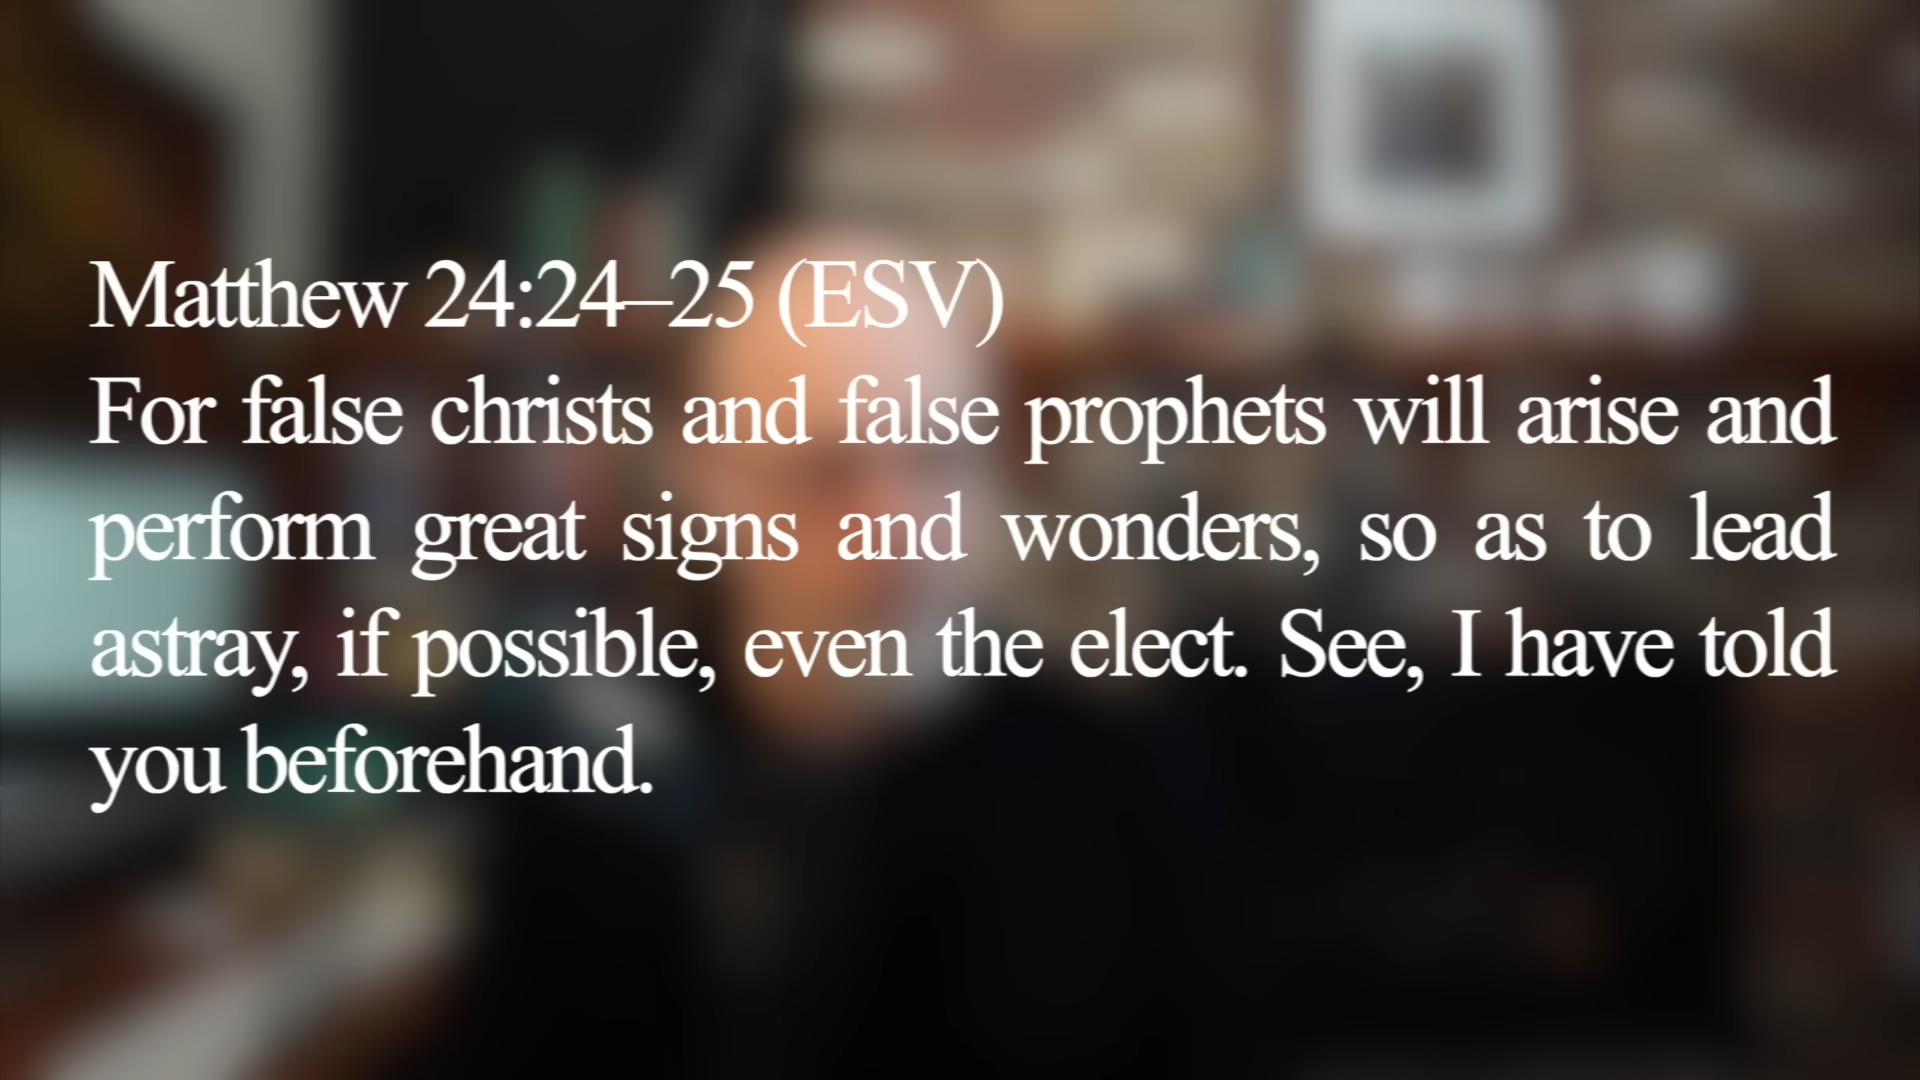 Matthew 24:24–25 (ESV)
For false christs and false prophets will arise and
perform great signs and wonders, so as to lead
astray, if possible, even the elect. See, I have told
you beforehand.